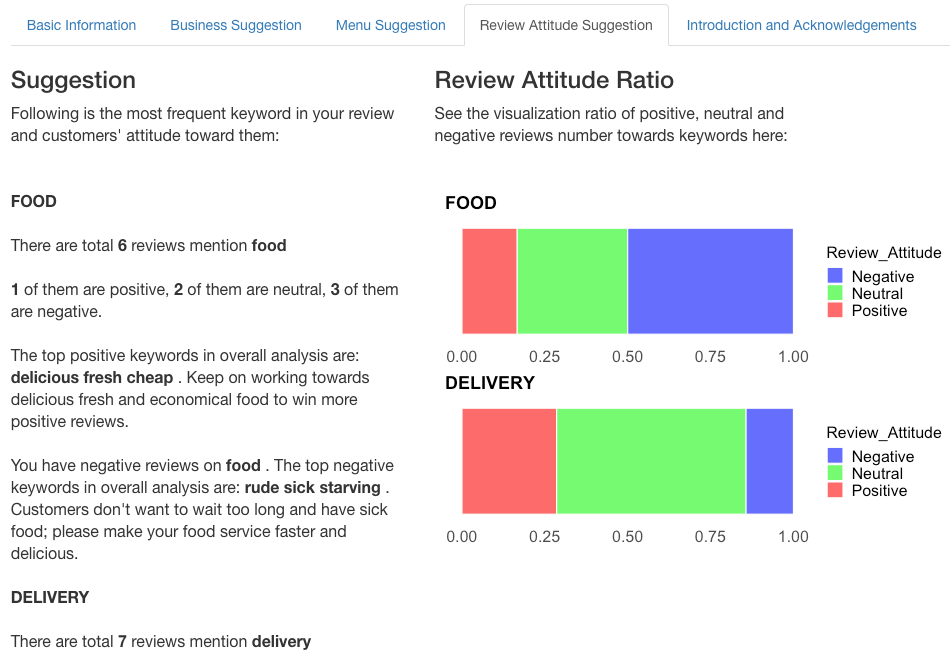 Basic Information
Business Suggestion
Menu Suggestion
Review Attitude Suggestion
Introduction and Acknowledgements
Suggestion
Following is the most frequent keyword in your review
and customers' attitude toward them:
FOOD
There are total 6 reviews mention food
1 of them are positive, 2 of them are neutral, 3 of them
are negative.
The top positive keywords in overall analysis are:
delicious fresh cheap . Keep on working towards
delicious fresh and economical food to win more
positive reviews.
You have negative reviews on food . The top negative
keywords in overall analysis are: rude sick starving .
Customers don't want to wait too long and have sick
food; please make your food service faster and
delicious.
DELIVERY
There are total 7 reviews mention delivery
Review Attitude Ratio
See the visualization ratio of positive, neutral and
negative reviews number towards keywords here:
FOOD
Review_Attitude
Negative
Neutral
Positive
0.00 0.25 0.50 0.75 1.00
DELIVERY
Review_Attitude
Negative
Neutral
Positive
0.00 0.25 0.50 0.75 1.00